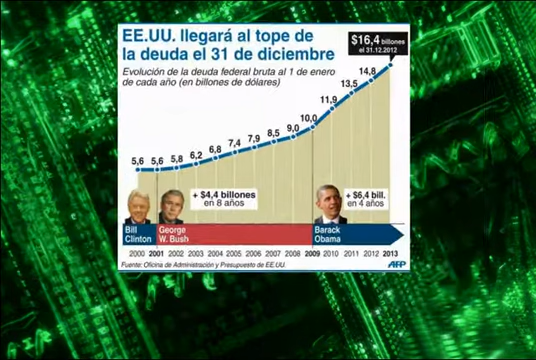 EE.UU. llegará al tope de
la deuda el 31 de diciembre
$16,4 billones
el 31.12.2012
Evolución de la deuda federal bruta al 1 de enero
de cada año (en billones de dólares)
5,6 5,6 5,8 6,2 6,8 7,4 7,9 8,5 9,0 10,0 11,9 13,5 14,8
+ $4,4 billones
en 8 años
+ $6,4 bill.
en 4 años
Bill
Clinton
George
W. Bush
Barack
Obama
2000 2001 2002 2003 2004 2005 2006 2007 2008 2009 2010 2011 2012 2013
Fuente: Oficina de Administración y Presupuesto de EE.UU.
AFP